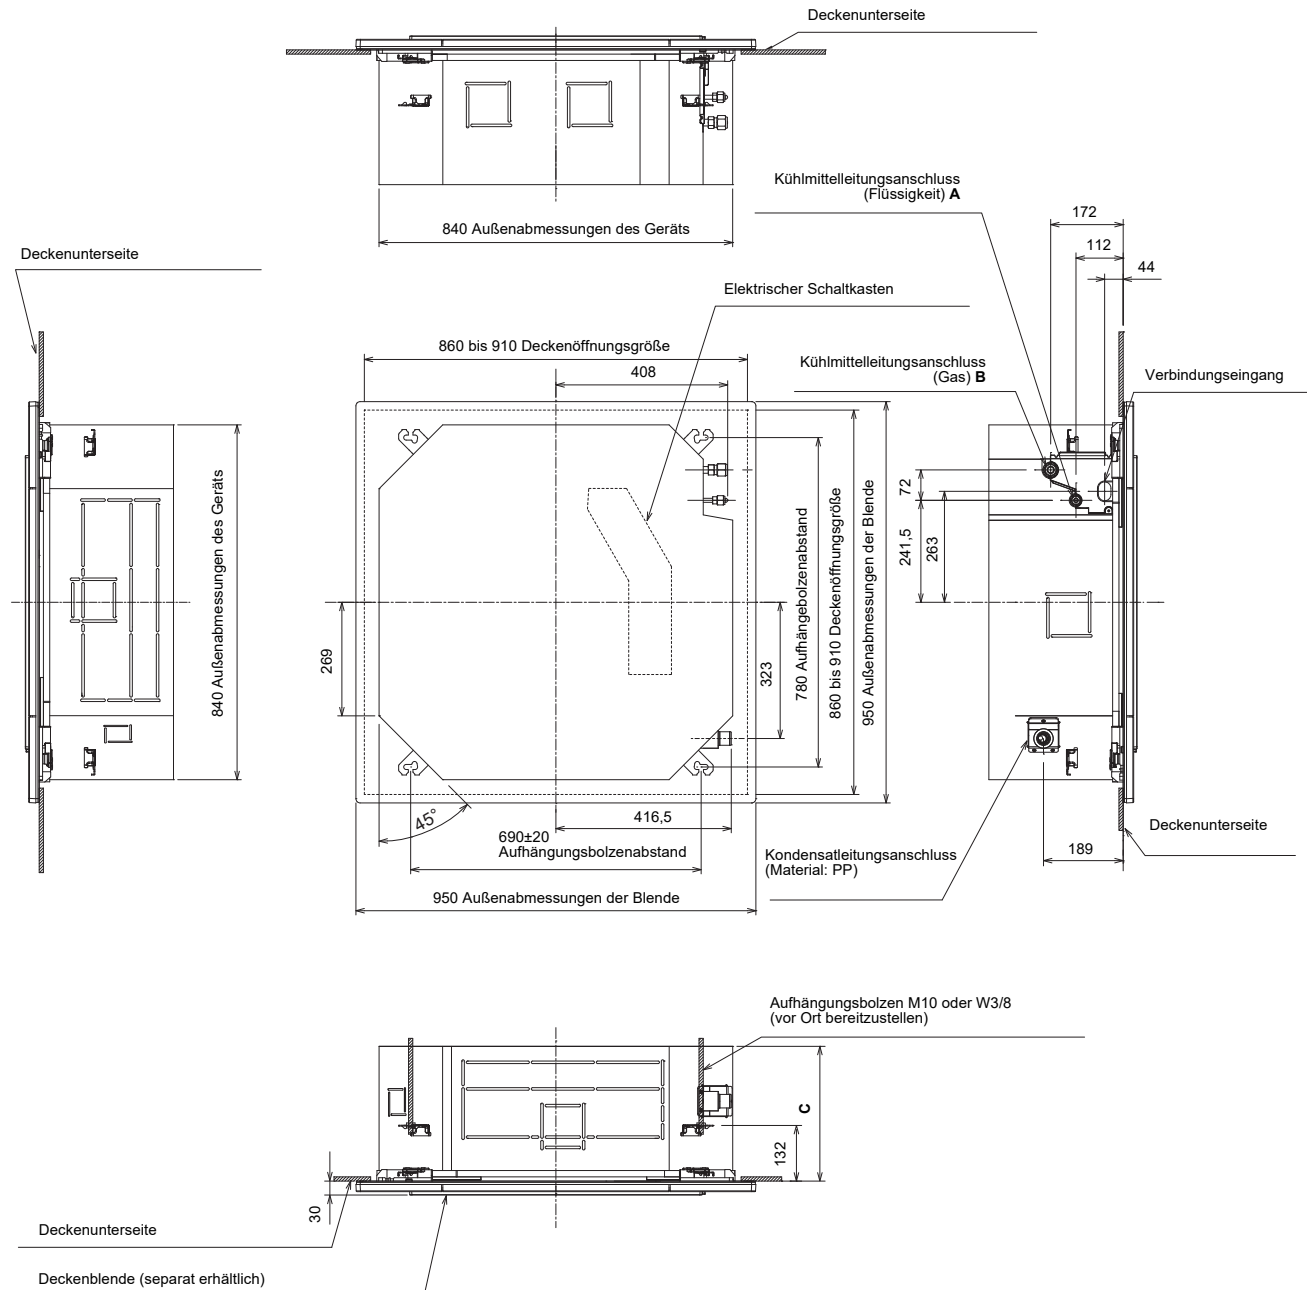 Deckenunterseite
Kühlmittelleitungsanschluss
(Flüssigkeit) A
172
840 Außenabmessungen des Geräts
112
Deckenunterseite
44
Elektrischer Schaltkasten
860 bis 910 Deckenöffnungsgröße
Kühlmittelleitungsanschluss
(Gas) B
408
Verbindungseingang
840 Außenabmessungen des Geräts
72
241,5
263
780 Aufhängebolzenabstand
860 bis 910 Deckenöffnungsgröße
950 Außenabmessungen der Blende
269
323
45°
416,5
690±20
Aufhängungsbolzenabstand
Deckenunterseite
189
Kondensatleitungsanschluss
(Material: PP)
950 Außenabmessungen der Blende
Aufhängungsbolzen M10 oder W3/8
(vor Ort bereitzustellen)
C
132
30
Deckenunterseite
Deckenblende (separat erhältlich)